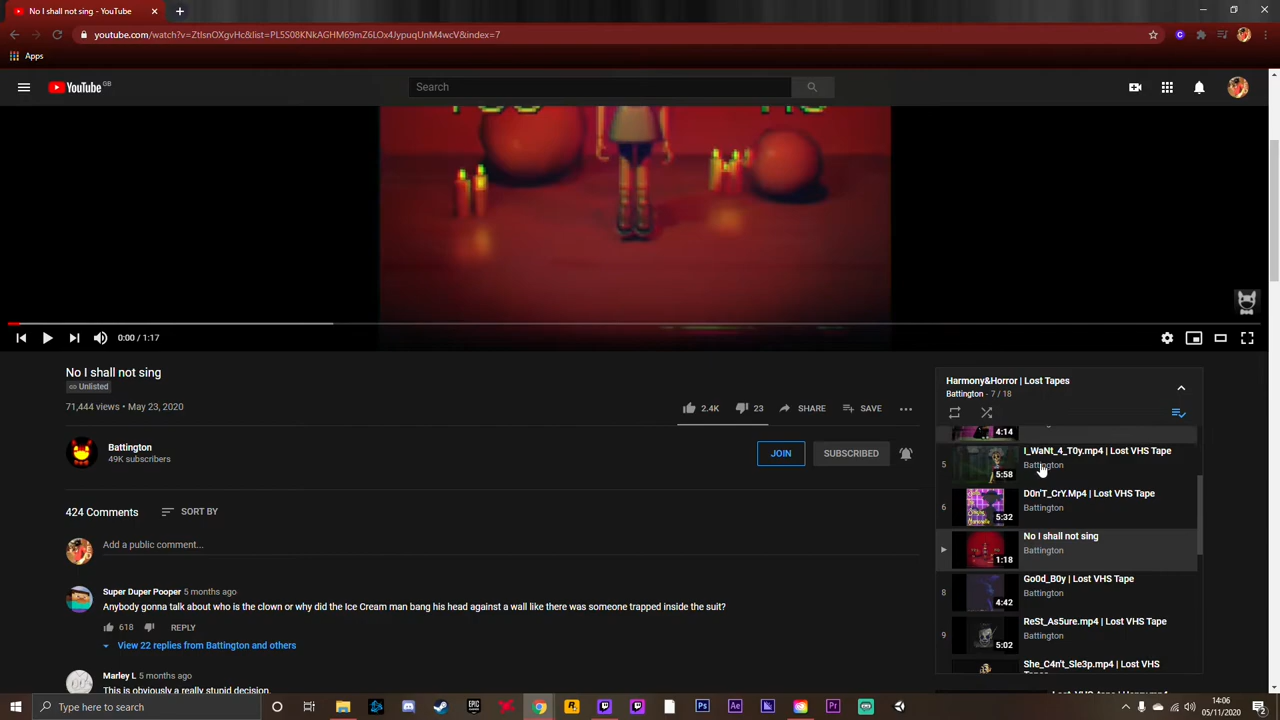 No I shall not sing - YouTube
youtube.com/watch?v=ZtlsnOXgvHc&list=PL5S08KNkAGHM69mZ6LOx4JypuqUnM4wcV&index=7
Apps
YouTube GB
Search
0:00 / 1:17
No I shall not sing
Unlisted
71,444 views • May 23, 2020
2.4K
23
SHARE
SAVE
Battington
49K subscribers
JOIN
SUBSCRIBED
424 Comments
SORT BY
Add a public comment...
Super Duper Pooper 5 months ago
Anybody gonna talk about who is the clown or why did the Ice Cream man bang his head against a wall like there was someone trapped inside the suit?
618
REPLY
View 22 replies from Battington and others
Marley L 5 months ago
This is obviously a really stupid decision.
Harmony&Horror | Lost Tapes
Battington - 7 / 18
4:14
5
5:58
I_WaNt_4_T0y.mp4 | Lost VHS Tape
Battington
6
5:32
D0n'T_CrY.Mp4 | Lost VHS Tape
Battington
1:18
No I shall not sing
Battington
8
4:42
Go0d_B0y | Lost VHS Tape
Battington
9
5:02
ReSt_As5ure.mp4 | Lost VHS Tape
Battington
She_C4n't_Sle3p.mp4 | Lost VHS
Type here to search
14:06
05/11/2020